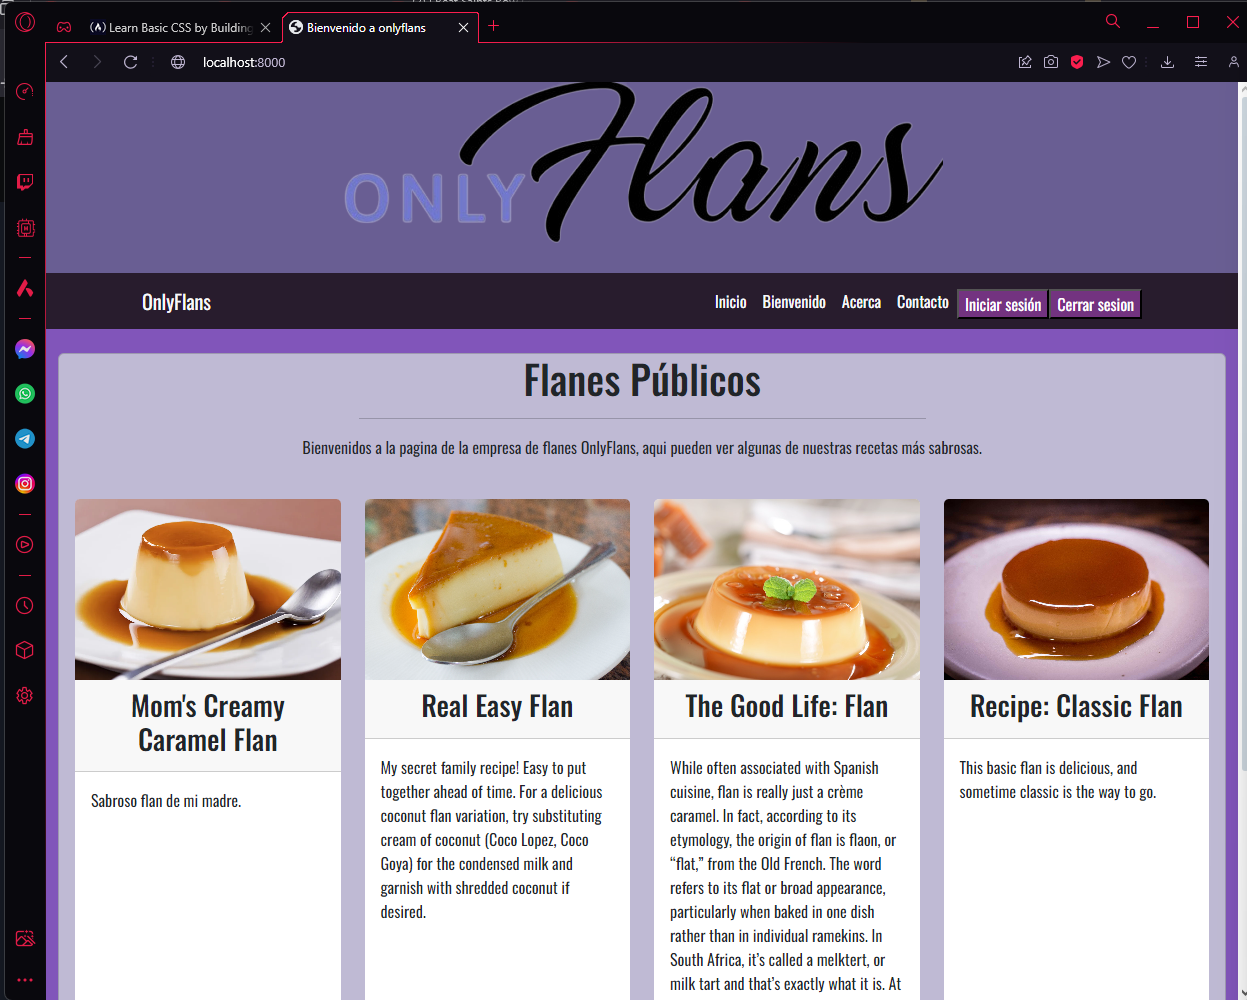 Learn Basic CSS by Building
Bienvenido a onlyflans
localhost:8000
ONLY Flans
OnlyFlans
Inicio
Bienvenido
Acerca
Contacto
Iniciar sesión
Cerrar sesion
Flanes Públicos
Bienvenidos a la pagina de la empresa de flanes OnlyFlans, aqui pueden ver algunas de nuestras recetas más sabrosas.
Mom's Creamy
Caramel Flan
Sabroso flan de mi madre.
Real Easy Flan
My secret family recipe! Easy to put
together ahead of time. For a delicious
coconut flan variation, try substituting
cream of coconut (Coco Lopez, Coco
Goya) for the condensed milk and
garnish with shredded coconut if
desired.
The Good Life: Flan
While often associated with Spanish
cuisine, flan is really just a crème
caramel. In fact, according to its
etymology, the origin of flan is flaon, or
“flat,” from the Old French. The word
refers to its flat or broad appearance,
particularly when baked in one dish
rather than in individual ramekins. In
South Africa, it’s called a melktert, or
milk tart and that’s exactly what it is. At
Recipe: Classic Flan
This basic flan is delicious, and
sometime classic is the way to go.